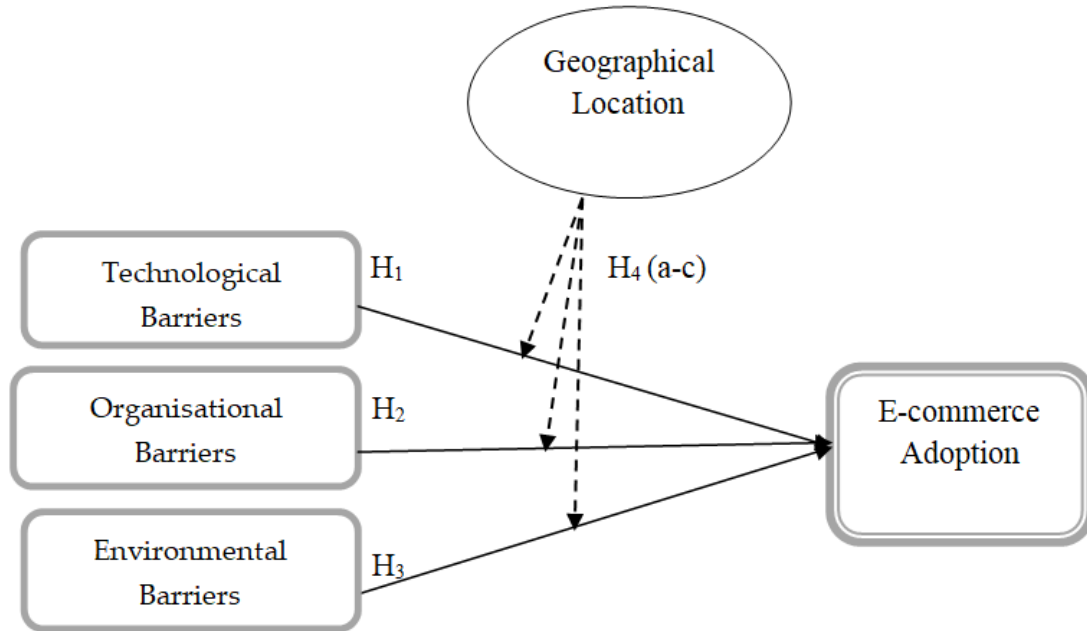 Geographical
Location
Technological
Barriers
H₁
H₄ (a-c)
Organisational
Barriers
H₂
E-commerce
Adoption
Environmental
Barriers
H₃